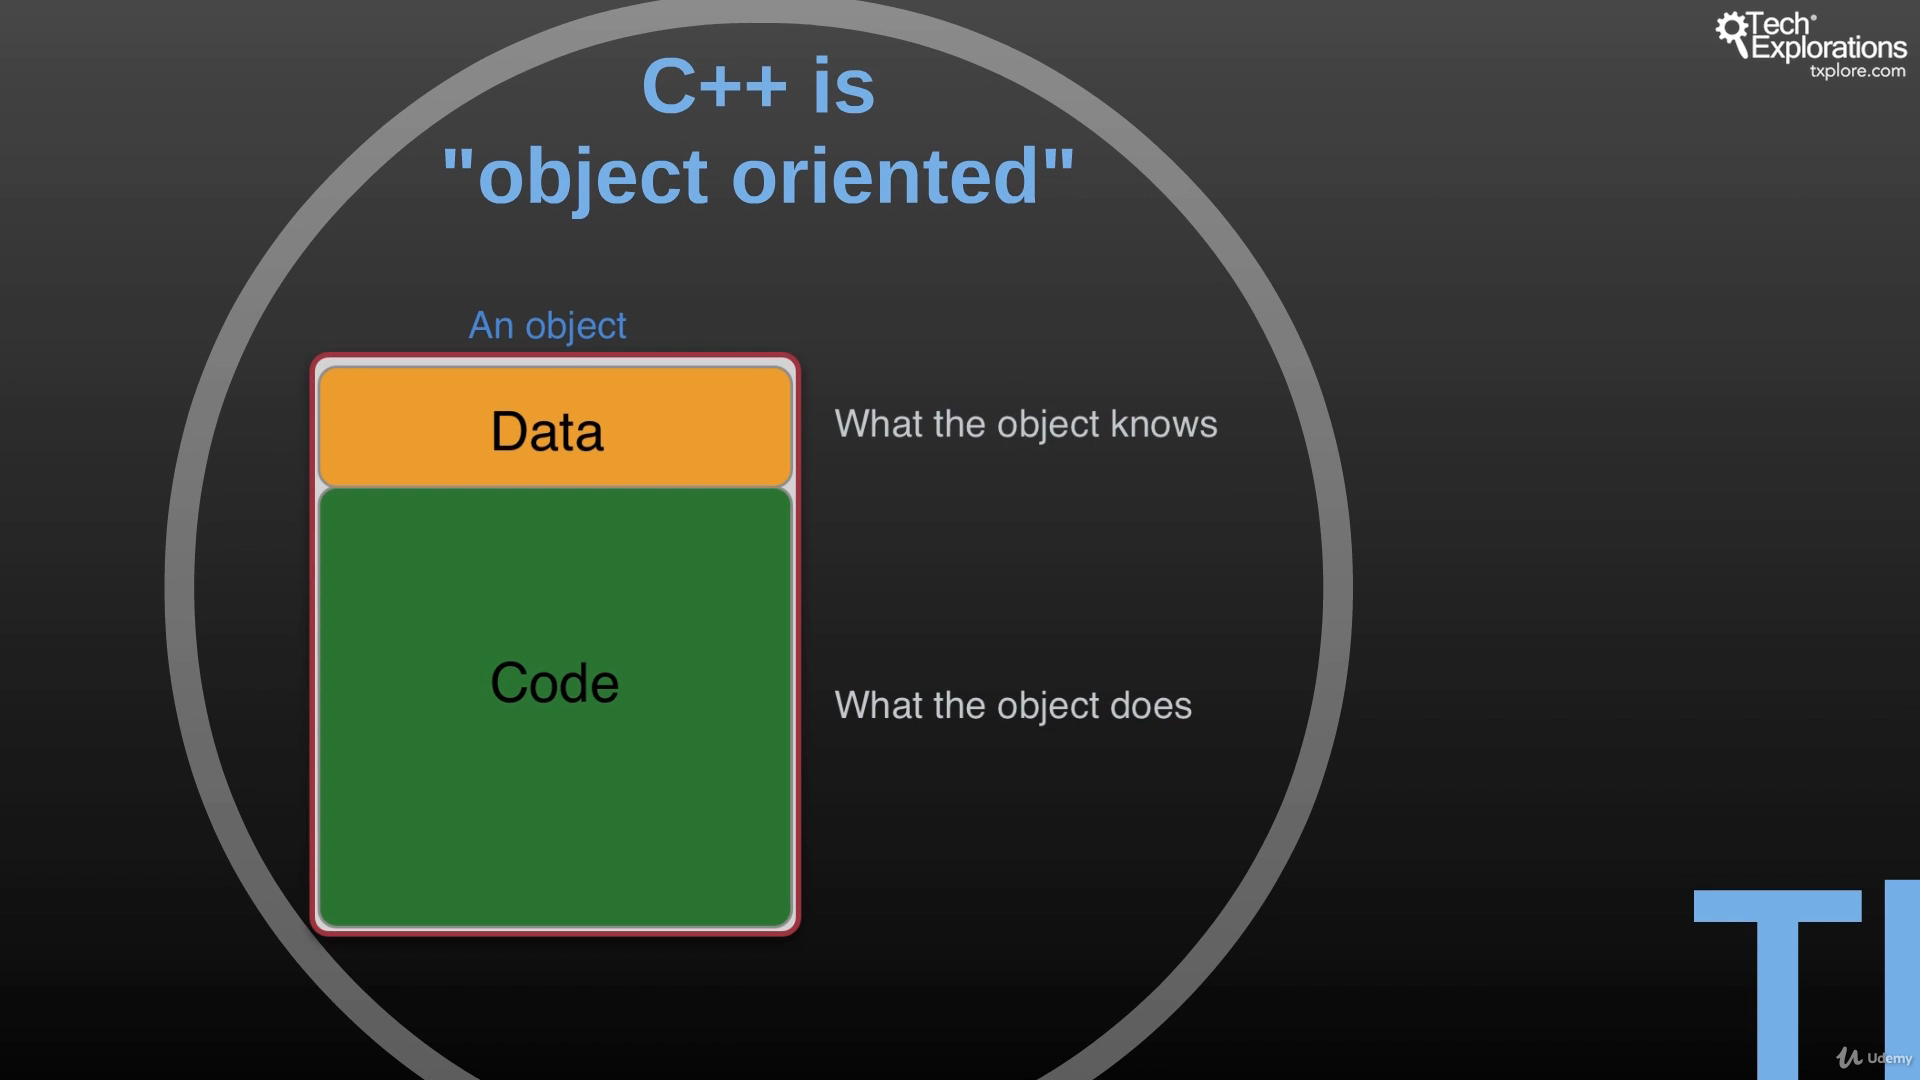 Tech
Explorations
txplore.com
C++ is
"object oriented"
An object
Data
What the object knows
Code
What the object does
Udemy